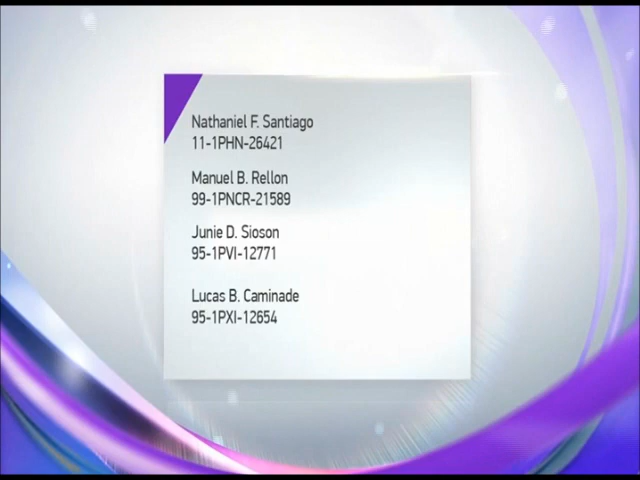 Nathaniel F. Santiago
11-1PHN-26421
Manuel B. Rellon
99-1PNCR-21589
Junie D. Sioson
95-1PVI-12771
Lucas B. Caminade
95-1PXI-12654